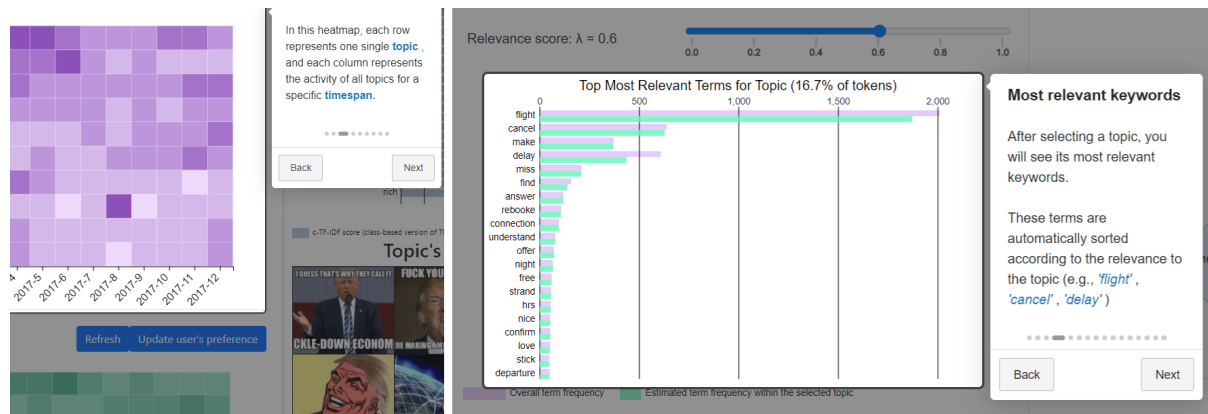 In this heatmap, each row
represents one single topic ,
and each column represents
the activity of all topics for a
specific timespan.
Back
Next
rich
c-TF-IDF score (class-based version of
Topic's
I GUESS THAT'S WHY THEY CALL IT
FUCK YOU
CKLE-DOWN ECONOM
2017-5
2017-6
2017-7
2017-8
2017-9
2017-10
2017-11
2017-12
Refresh
Update user's preference
Relevance score: λ = 0.6
0.0
0.2
0.4
0.6
0.8
1.0
Top Most Relevant Terms for Topic (16.7% of tokens)
0
500
1,000
1,500
2,000
flight
cancel
make
delay
miss
find
answer
rebooke
connection
understand
offer
night
free
strand
hrs
nice
confirm
love
stick
departure
Overall term frequency
Estimated term frequency within the selected topic
Most relevant keywords
After selecting a topic, you
will see its most relevant
keywords.
These terms are
automatically sorted
according to the relevance to
the topic (e.g., 'flight' ,
'cancel' , 'delay' )
Back
Next